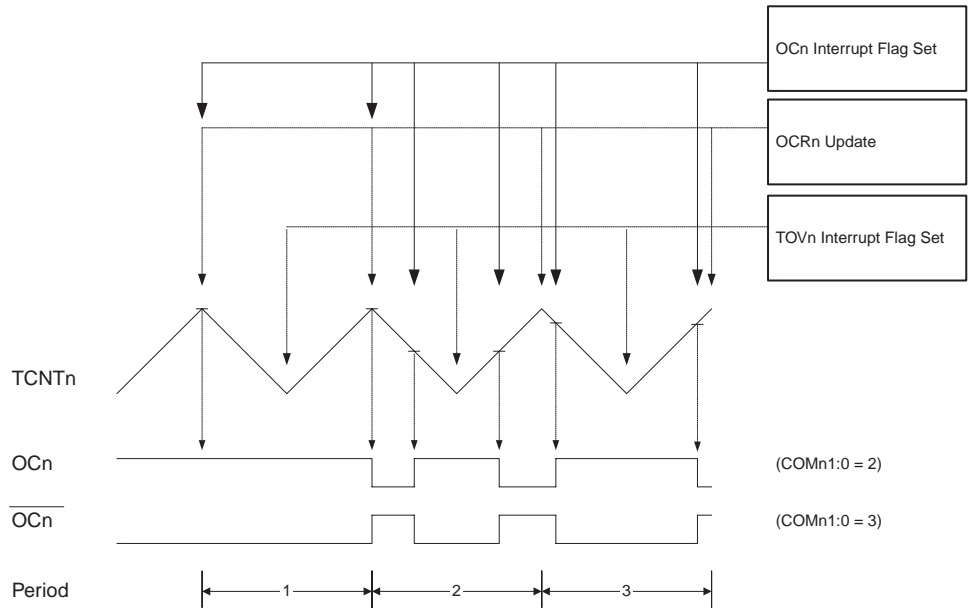 OCn Interrupt Flag Set
OCRn Update
TOVn Interrupt Flag Set
TCNTn
OCn
(COMn1:0 = 2)
OCn
(COMn1:0 = 3)
Period
1
2
3